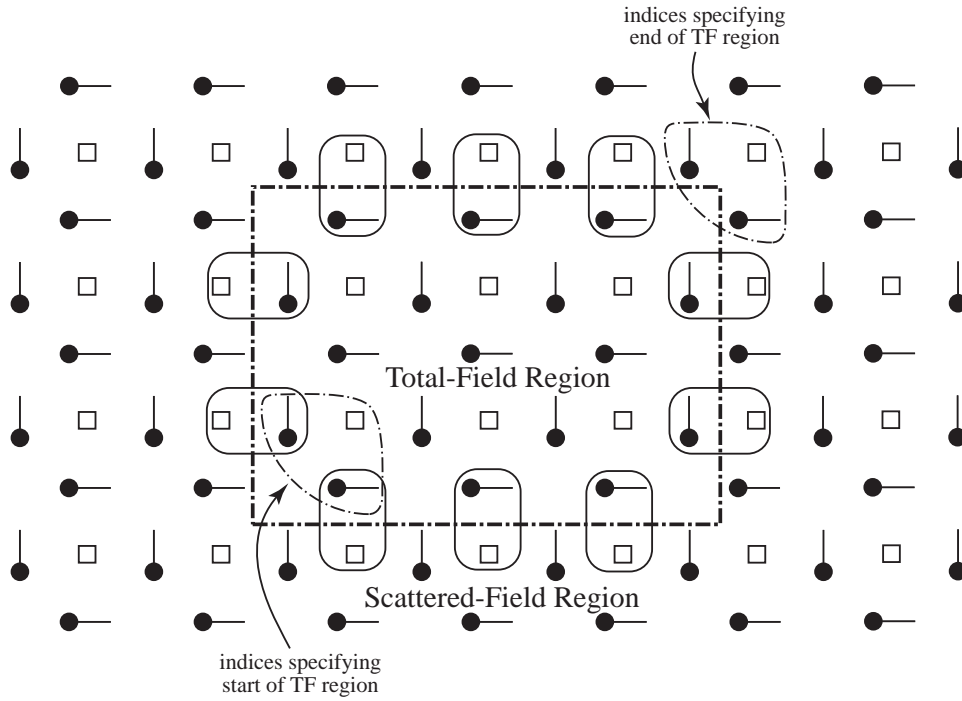 indices specifying
end of TF region
Total-Field Region
Scattered-Field Region
indices specifying
start of TF region